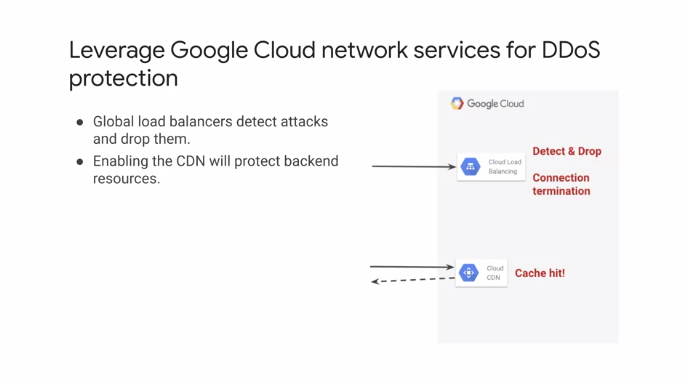 Leverage Google Cloud network services for DDoS
protection
● Global load balancers detect attacks
and drop them.
● Enabling the CDN will protect backend
resources.
Google Cloud
Cloud Load
Balancing
Detect & Drop
Connection
termination
Cloud
CDN
Cache hit!